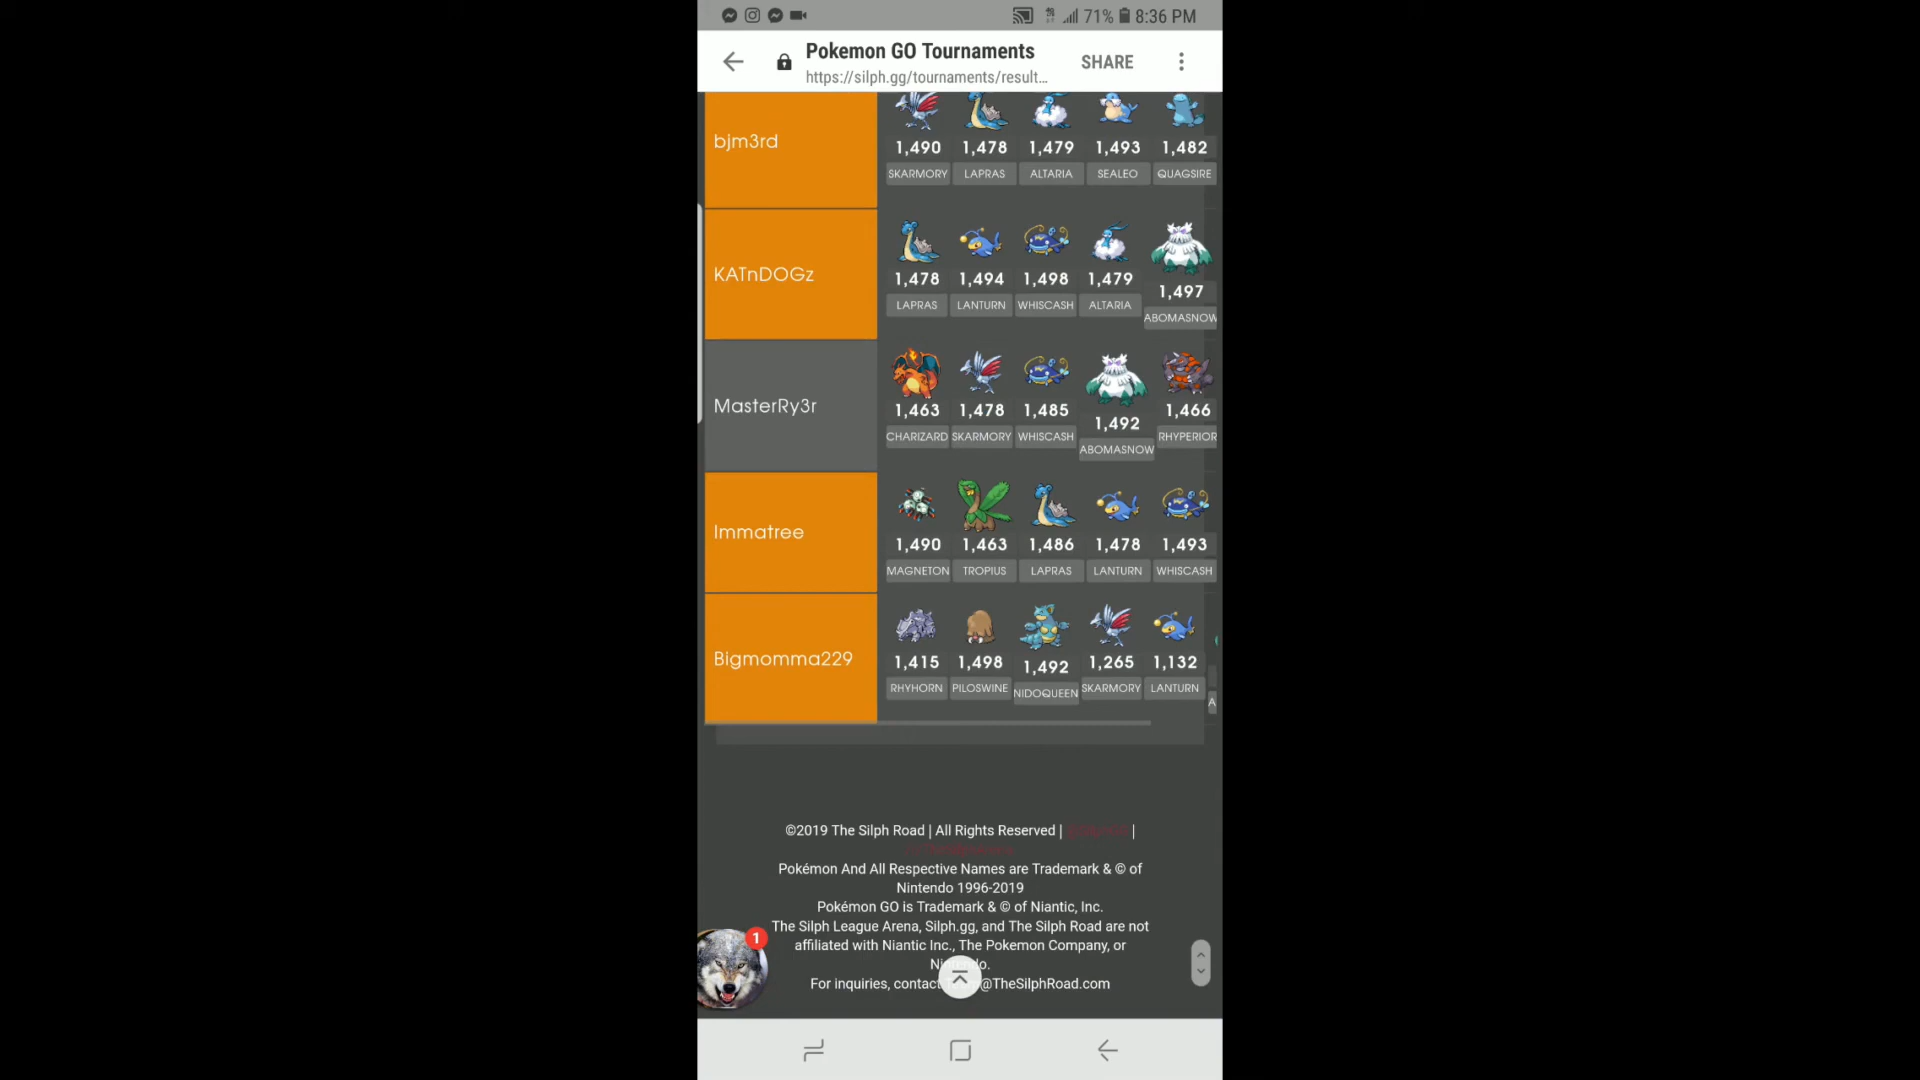 71% 8:36 PM
Pokemon GO Tournaments
SHARE
https://silph.gg/tournaments/result...
bjm3rd
1,490 1,478 1,479 1,493 1,482
SKARMORY LAPRAS ALTARIA SEALEO QUAGSIRE
KATnDOGz
1,478 1,494 1,498 1,479 1,497
LAPRAS LANTURN WHISCASH ALTARIA ABOMASNOW
MasterRy3r
1,463 1,478 1,485 1,492 1,466
CHARIZARD SKARMORY WHISCASH ABOMASNOW RHYPERIOR
Immatree
1,490 1,463 1,486 1,478 1,493
MAGNETON TROPIUS LAPRAS LANTURN WHISCASH
Bigmomma229
1,415 1,498 1,492 1,265 1,132
RHYHORN PILOSWINE NIDOQUEEN SKARMORY LANTURN A
©2019 The Silph Road | All Rights Reserved | |
Pokémon And All Respective Names are Trademark & © of
Nintendo 1996-2019
Pokémon GO is Trademark & © of Niantic, Inc.
The Silph League Arena, Silph.gg, and The Silph Road are not
affiliated with Niantic Inc., The Pokemon Company, or
1
For inquiries, contact @TheSilphRoad.com